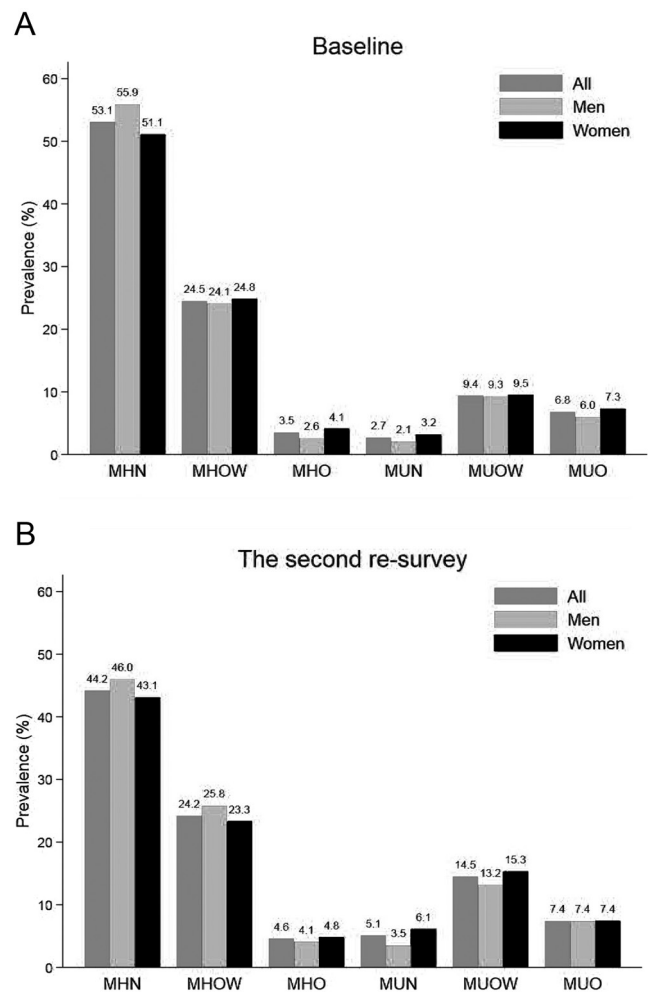 A
Baseline
All
Men
Women
Prevalence (%)
60
50
40
30
20
10
0
53.1 55.9 51.1
24.5 24.1 24.8
3.5 2.6 4.1
2.7 2.1 3.2
9.4 9.3 9.5
6.8 6.0 7.3
MHN MHOW MHO MUN MUOW MUO
B
The second re-survey
All
Men
Women
Prevalence (%)
60
50
40
30
20
10
0
44.2 46.0 43.1
24.2 25.8 23.3
4.6 4.1 4.8
5.1 3.5 6.1
14.5 13.2 15.3
7.4 7.4 7.4
MHN MHOW MHO MUN MUOW MUO